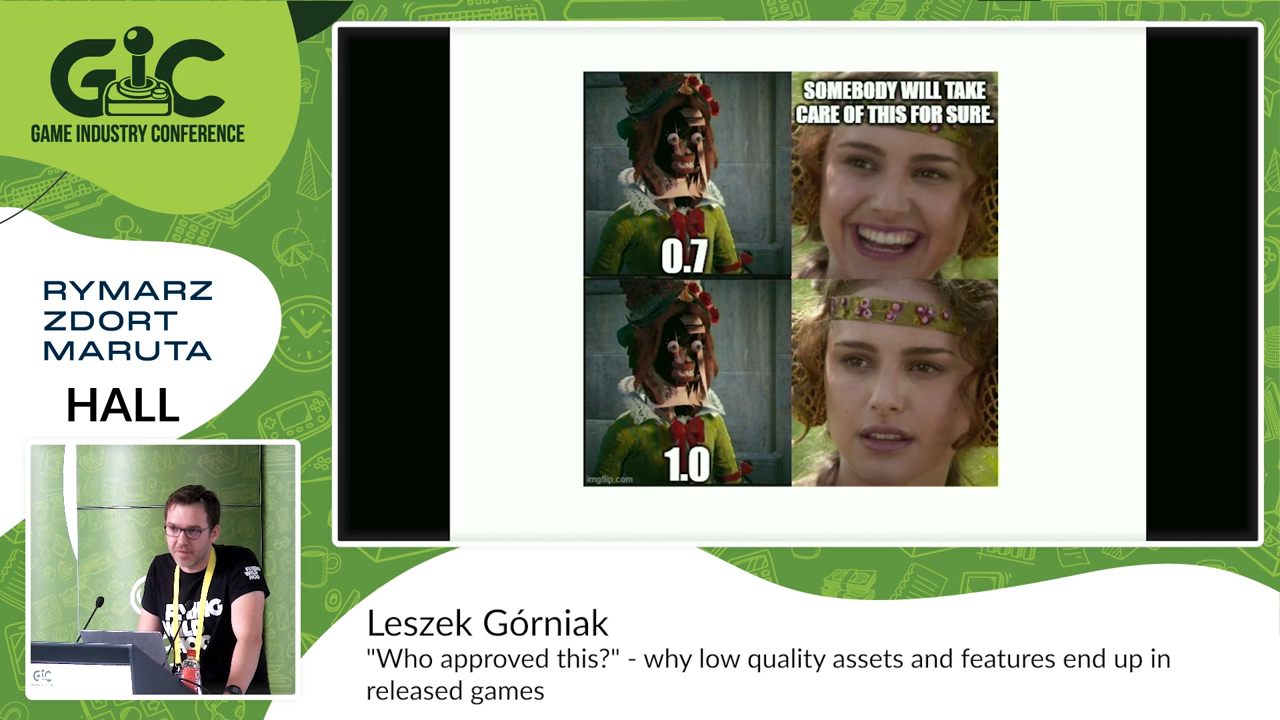 GIC
GAME INDUSTRY CONFERENCE
RYMARZ
ZDORT
MARUTA
HALL
SOMEBODY WILL TAKE
CARE OF THIS FOR SURE.
0.7
1.0
imgflip.com
Leszek Górniak
"Who approved this?" - why low quality assets and features end up in
released games